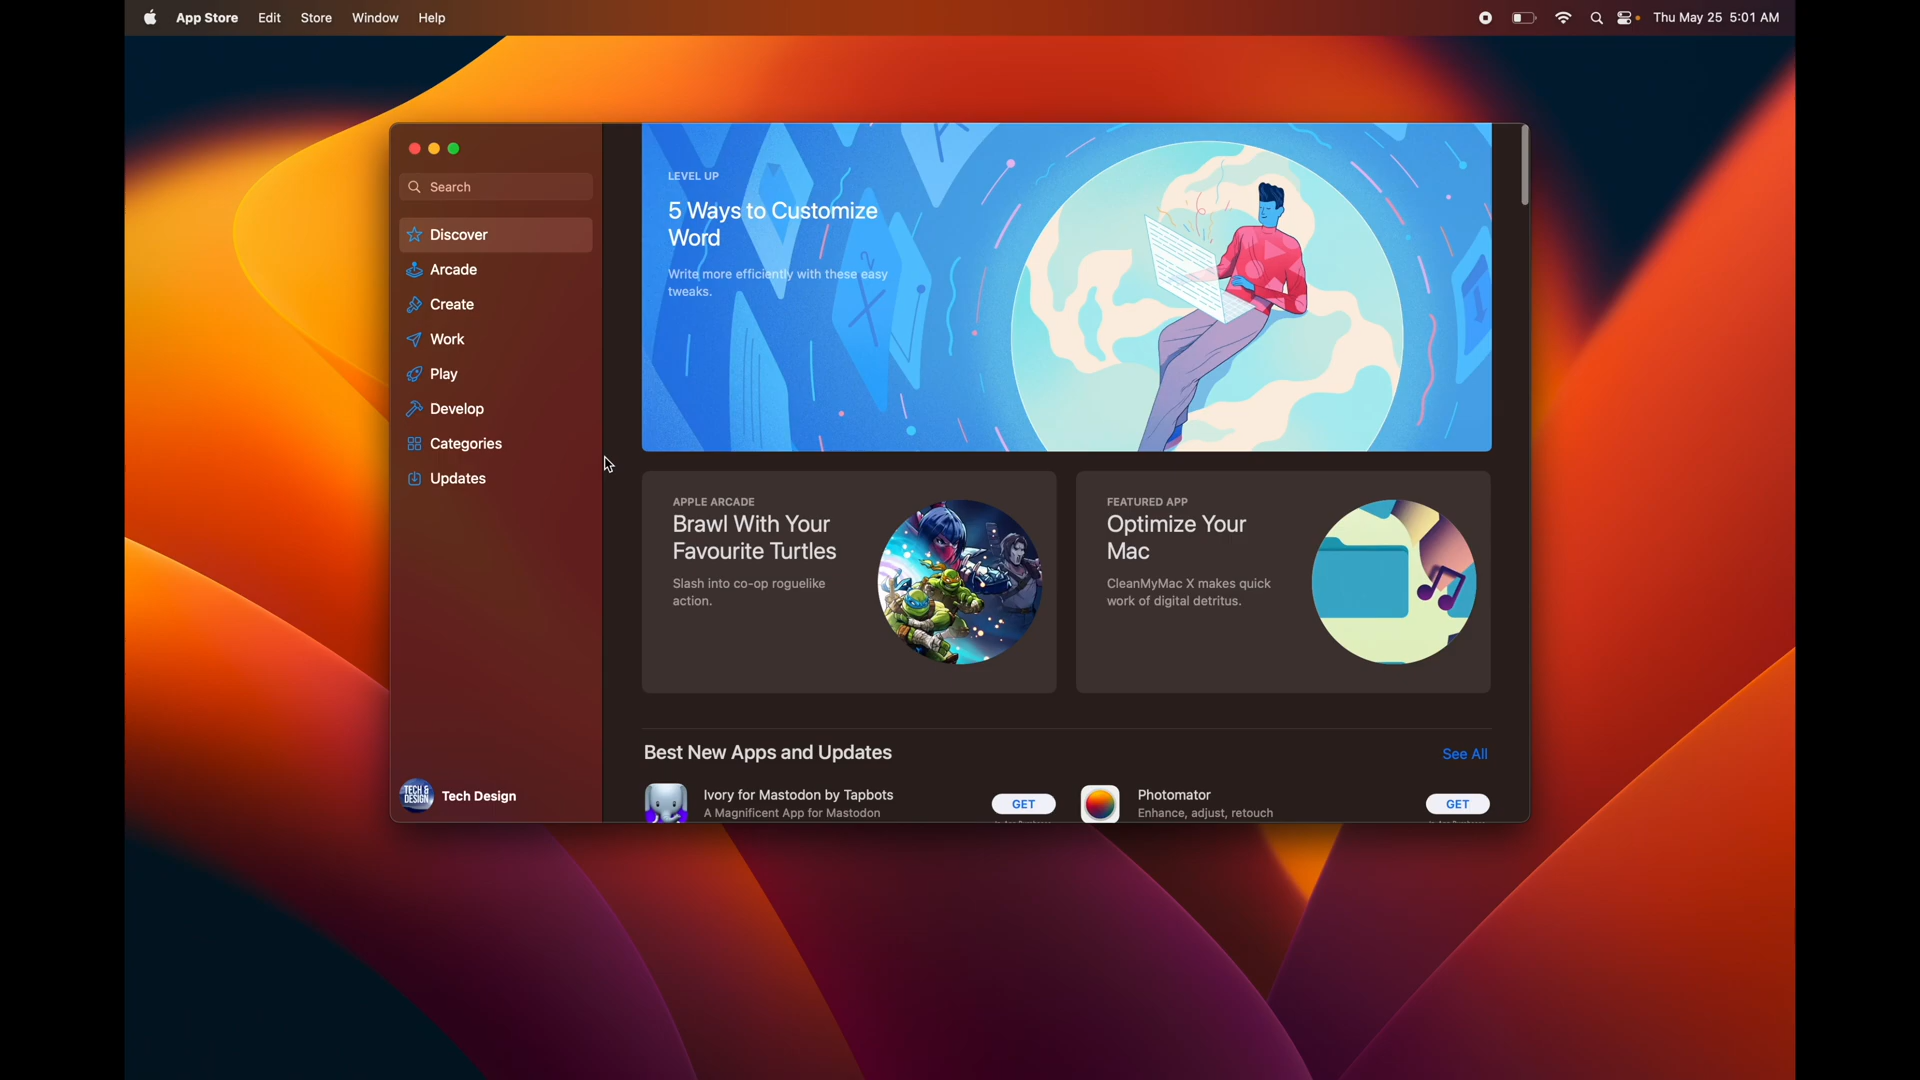 App Store Edit Store Window Help Thu May 25 5:01 AM
Search
Discover
Arcade
Create
Work
Play
Develop
Categories
Updates
TECH & DESIGN Tech Design
LEVEL UP
5 Ways to Customize
Word
Write more efficiently with these easy
tweaks.
APPLE ARCADE
Brawl With Your
Favourite Turtles
Slash into co-op roguelike
action.
FEATURED APP
Optimize Your
Mac
CleanMyMac X makes quick
work of digital detritus.
Best New Apps and Updates See All
Ivory for Mastodon by Tapbots
A Magnificent App for Mastodon
GET
Photomator
Enhance, adjust, retouch
GET